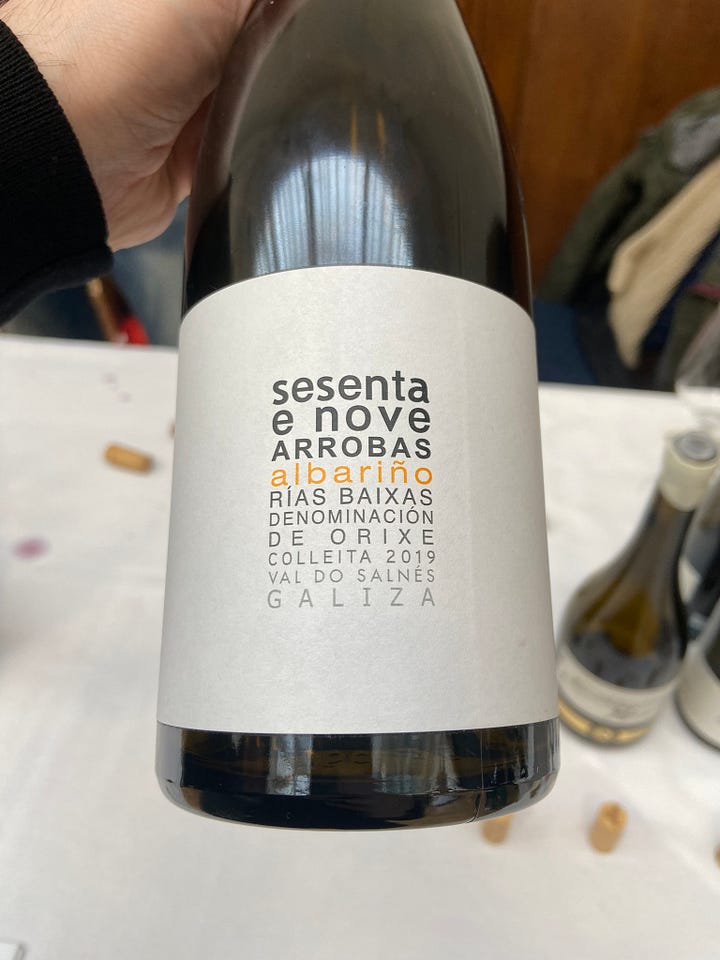 sesenta
e nove
ARROBAS
albariño
RÍAS BAIXAS
DENOMINACIÓN
DE ORIXE
COLLEITA 2019
VAL DO SALNÉS
GALIZA